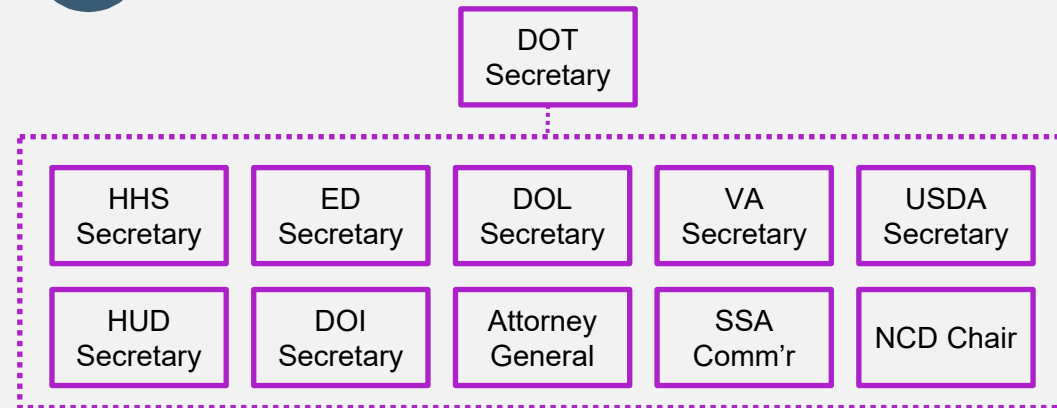 DOT
Secretary
HHS
Secretary
ED
Secretary
DOL
Secretary
VA
Secretary
USDA
Secretary
HUD
Secretary
DOI
Secretary
Attorney
General
SSA
Comm’r
NCD Chair